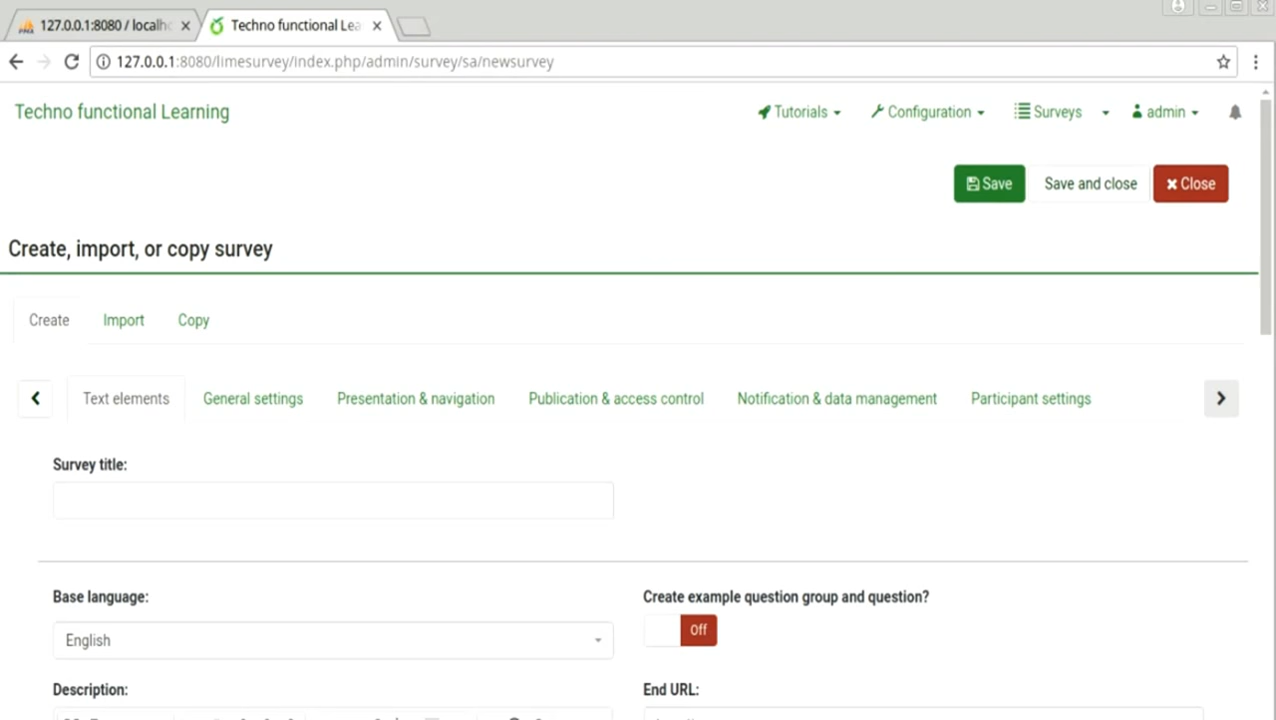 127.0.0.1:8080 / localh
Techno functional Lea
127.0.0.1:8080/limesurvey/index.php/admin/survey/sa/newsurvey
Techno functional Learning
Tutorials
Configuration
Surveys
admin
Save
Save and close
Close
Create, import, or copy survey
Create
Import
Copy
Text elements
General settings
Presentation & navigation
Publication & access control
Notification & data management
Participant settings
Survey title:
Base language:
Create example question group and question?
English
Off
Description:
End URL: